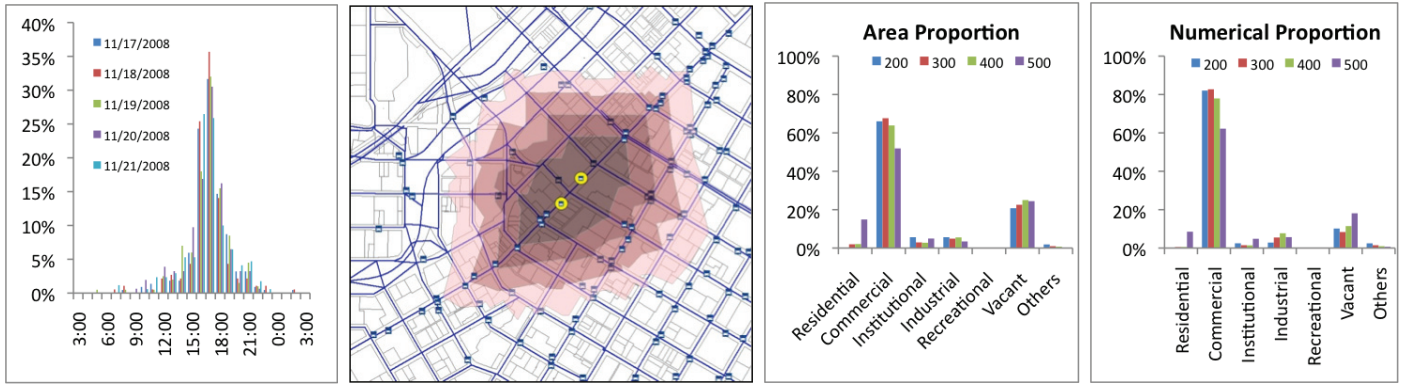 40%
35%
30%
25%
20%
15%
10%
5%
0%
11/17/2008
11/18/2008
11/19/2008
11/20/2008
11/21/2008
3:00
6:00
9:00
12:00
15:00
18:00
21:00
0:00
3:00
Area Proportion
200 300 400 500
100%
80%
60%
40%
20%
0%
Residential
Commercial
Institutional
Industrial
Recreational
Vacant
Others
Numerical Proportion
200 300 400 500
100%
80%
60%
40%
20%
0%
Residential
Commercial
Institutional
Industrial
Recreational
Vacant
Others